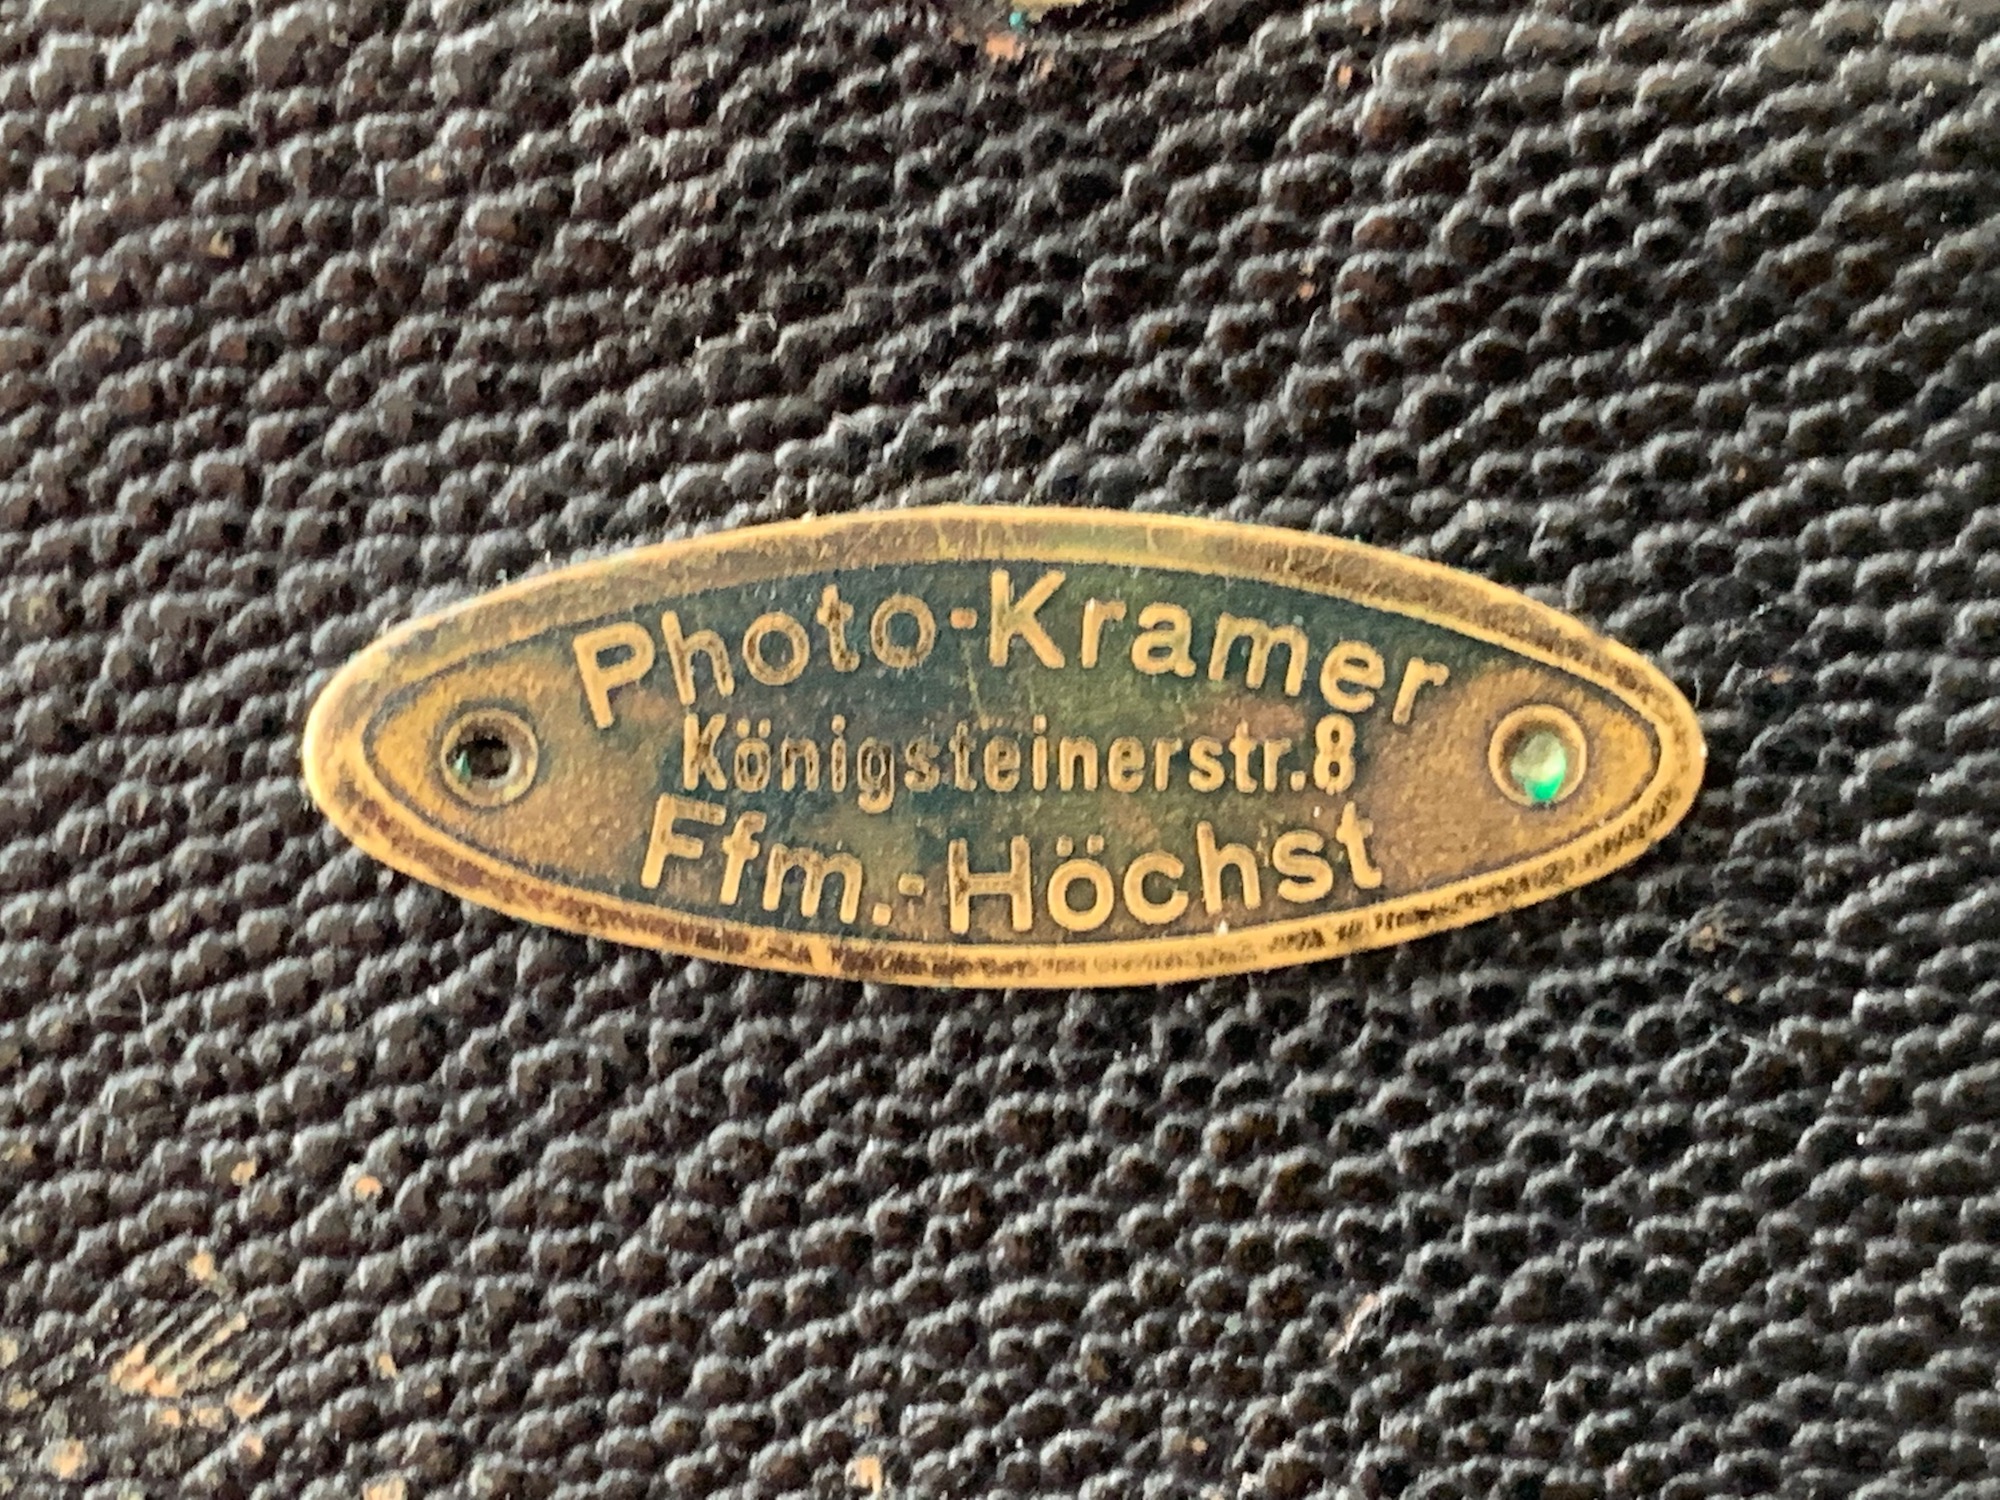 Photo-Kramer
Königsteinerstr.8
Ffm.-Höchst